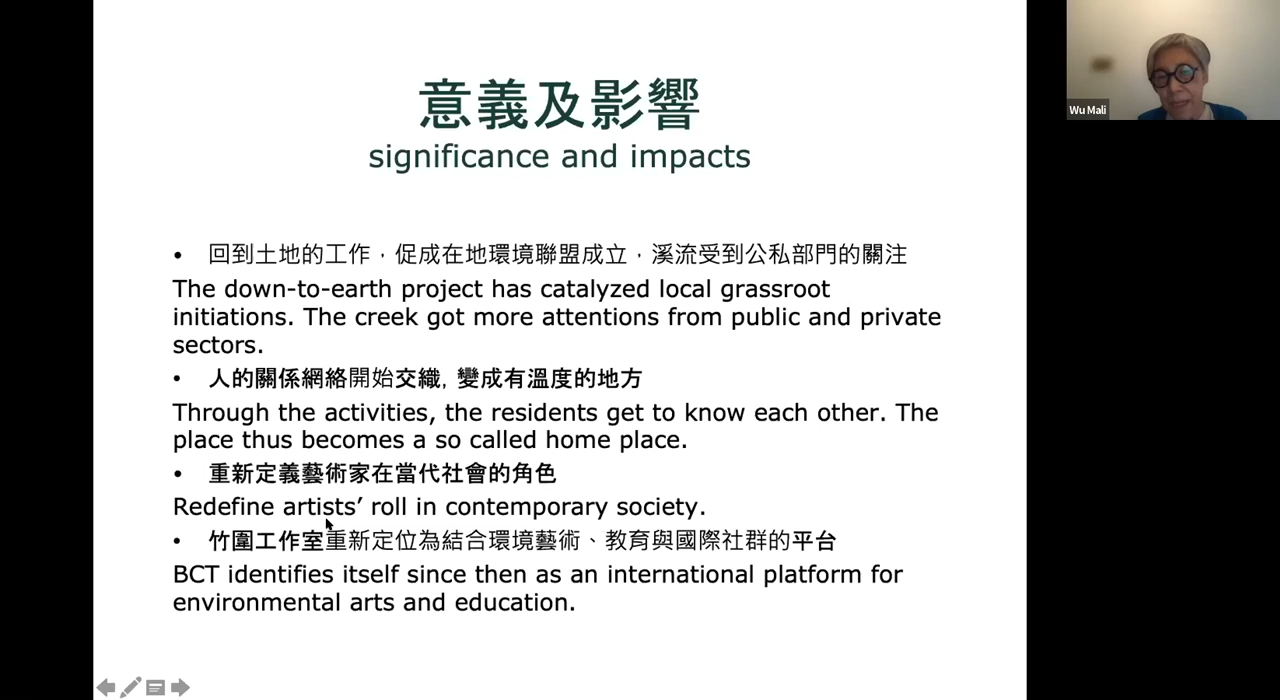 意義及影響
significance and impacts
• 回到土地的工作，促成在地環境聯盟成立，溪流受到公私部門的關注
The down-to-earth project has catalyzed local grassroot
initiations. The creek got more attentions from public and private
sectors.
• 人的關係網絡開始交織, 變成有溫度的地方
Through the activities, the residents get to know each other. The
place thus becomes a so called home place.
• 重新定義藝術家在當代社會的角色
Redefine artists’ roll in contemporary society.
• 竹圍工作室重新定位為結合環境藝術、教育與國際社群的平台
BCT identifies itself since then as an international platform for
environmental arts and education.
Wu Mali